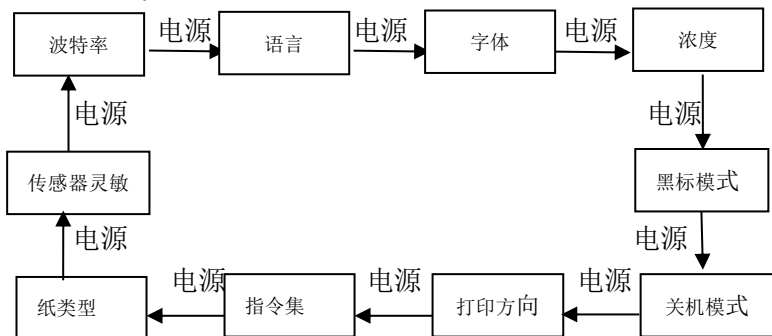 电源 电源 电源
波特率 语言 字体 浓度
电源 电源
传感器灵敏 黑标模式
电源 电源
电源 电源 电源
纸类型 指令集 打印方向 关机模式